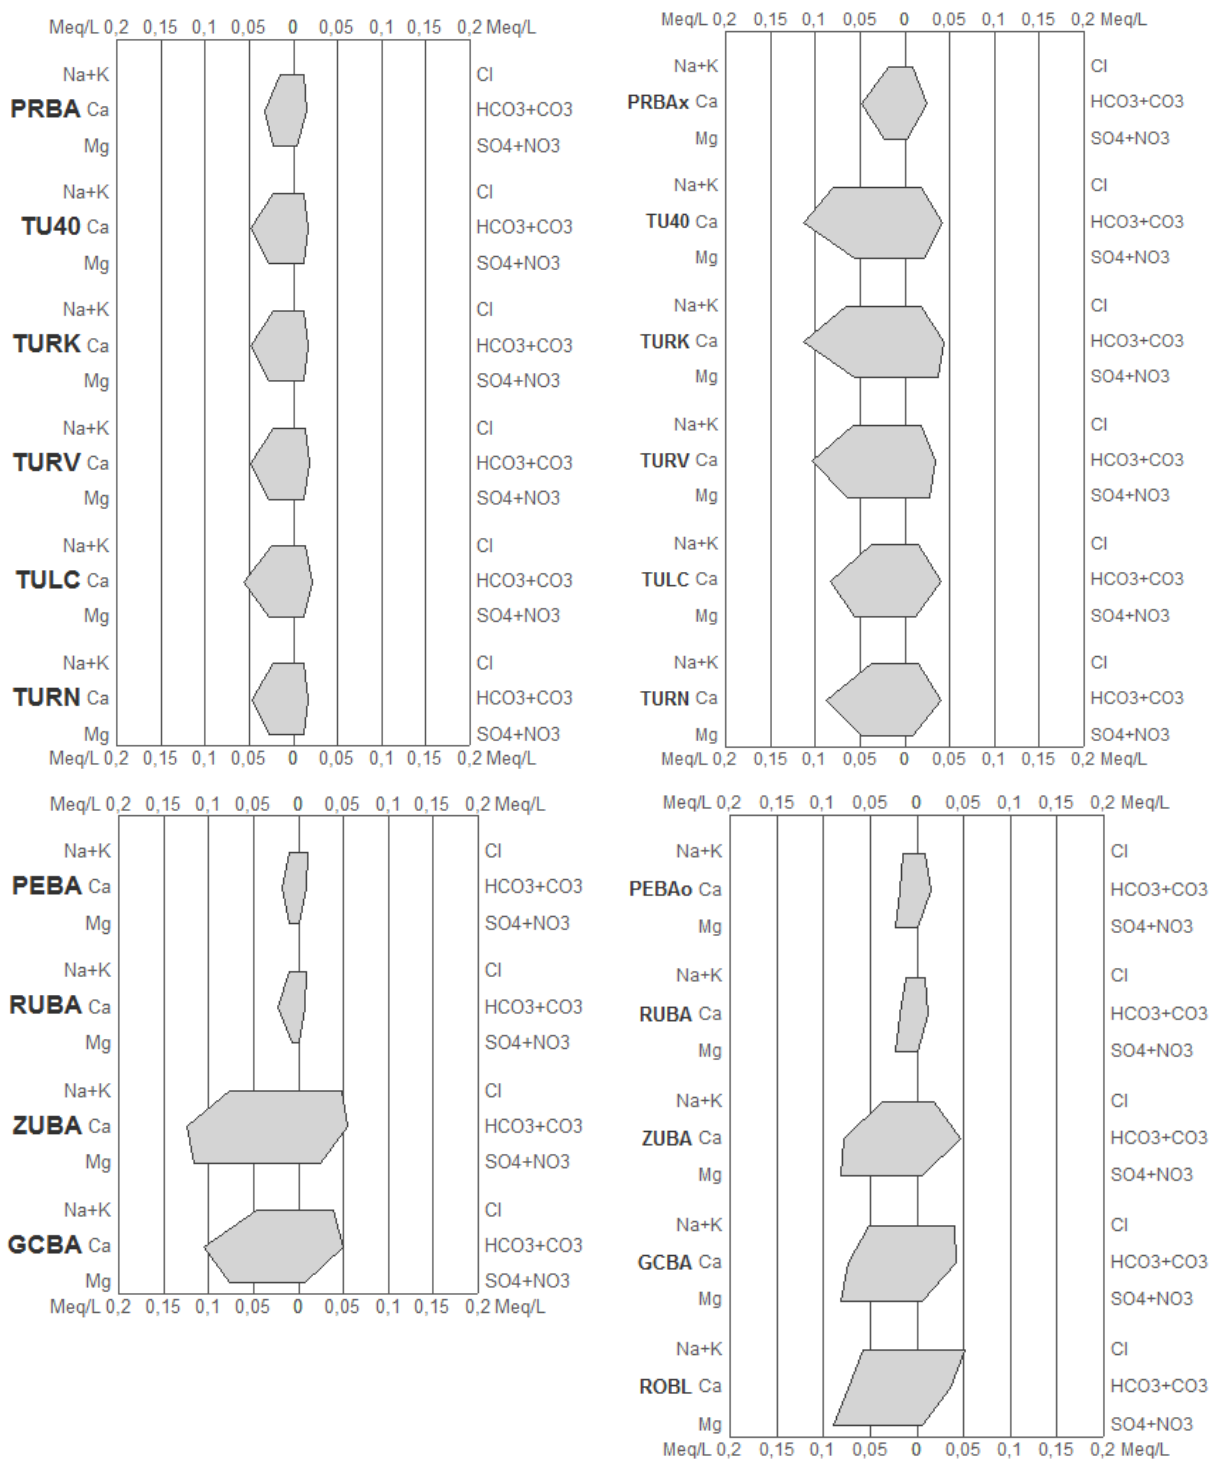 Meq/L 0,2 0,15 0,1 0,05 0 0,05 0,1 0,15 0,2 Meq/L
Na+K Cl
PRBA Ca HCO3+CO3
Mg SO4+NO3
Na+K Cl
TU40 Ca HCO3+CO3
Mg SO4+NO3
Na+K Cl
TURK Ca HCO3+CO3
Mg SO4+NO3
Na+K Cl
TURV Ca HCO3+CO3
Mg SO4+NO3
Na+K Cl
TULC Ca HCO3+CO3
Mg SO4+NO3
Na+K Cl
TURN Ca HCO3+CO3
Mg SO4+NO3
Meq/L 0,2 0,15 0,1 0,05 0 0,05 0,1 0,15 0,2 Meq/L
Meq/L 0,2 0,15 0,1 0,05 0 0,05 0,1 0,15 0,2 Meq/L
Na+K Cl
PRBAx Ca HCO3+CO3
Mg SO4+NO3
Na+K Cl
TU40 Ca HCO3+CO3
Mg SO4+NO3
Na+K Cl
TURK Ca HCO3+CO3
Mg SO4+NO3
Na+K Cl
TURV Ca HCO3+CO3
Mg SO4+NO3
Na+K Cl
TULC Ca HCO3+CO3
Mg SO4+NO3
Na+K Cl
TURN Ca HCO3+CO3
Mg SO4+NO3
Meq/L 0,2 0,15 0,1 0,05 0 0,05 0,1 0,15 0,2 Meq/L
Meq/L 0,2 0,15 0,1 0,05 0 0,05 0,1 0,15 0,2 Meq/L
Na+K Cl
PEBA Ca HCO3+CO3
Mg SO4+NO3
Na+K Cl
RUBA Ca HCO3+CO3
Mg SO4+NO3
Na+K Cl
ZUBA Ca HCO3+CO3
Mg SO4+NO3
Na+K Cl
GCBA Ca HCO3+CO3
Mg SO4+NO3
Meq/L 0,2 0,15 0,1 0,05 0 0,05 0,1 0,15 0,2 Meq/L
Meq/L 0,2 0,15 0,1 0,05 0 0,05 0,1 0,15 0,2 Meq/L
Na+K Cl
PEBAo Ca HCO3+CO3
Mg SO4+NO3
Na+K Cl
RUBA Ca HCO3+CO3
Mg SO4+NO3
Na+K Cl
ZUBA Ca HCO3+CO3
Mg SO4+NO3
Na+K Cl
GCBA Ca HCO3+CO3
Mg SO4+NO3
Na+K Cl
ROBL Ca HCO3+CO3
Mg SO4+NO3
Meq/L 0,2 0,15 0,1 0,05 0 0,05 0,1 0,15 0,2 Meq/L